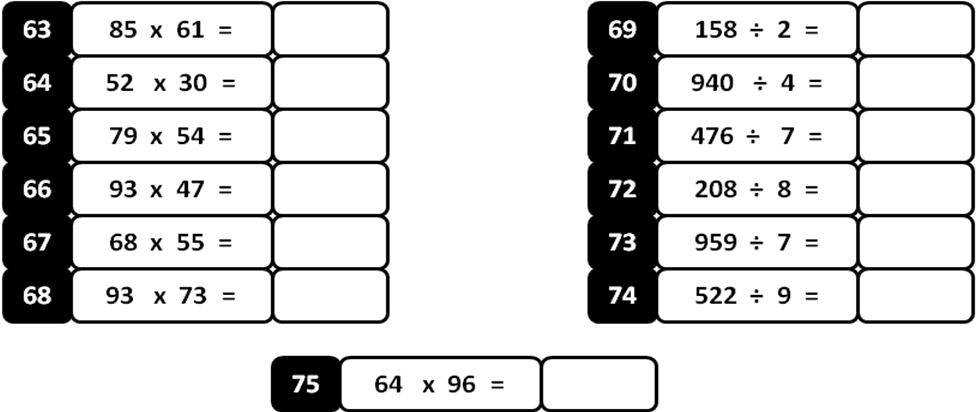 63 85 x 61 =
64 52 x 30 =
65 79 x 54 =
66 93 x 47 =
67 68 x 55 =
68 93 x 73 =
69 158 ÷ 2 =
70 940 ÷ 4 =
71 476 ÷ 7 =
72 208 ÷ 8 =
73 959 ÷ 7 =
74 522 ÷ 9 =
75 64 x 96 =